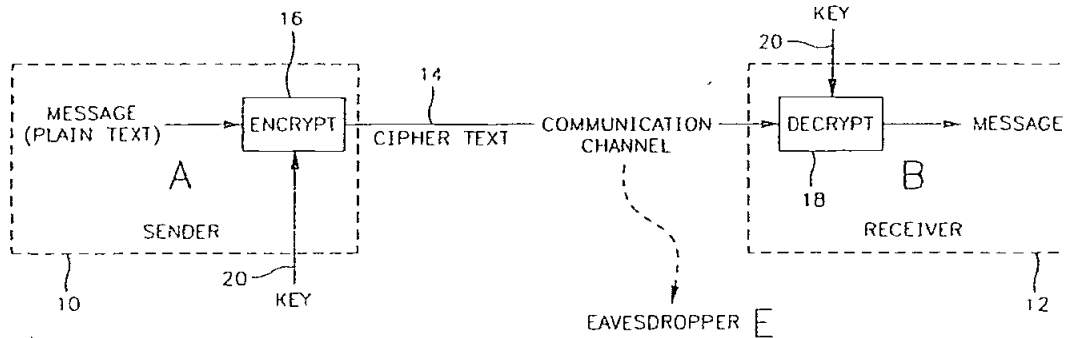 16
KEY
20
14
MESSAGE
(PLAIN TEXT)
ENCRYPT
CIPHER TEXT
COMMUNICATION
CHANNEL
DECRYPT
MESSAGE
A
B
18
SENDER
RECEIVER
10
20
KEY
12
EAVESDROPPER E